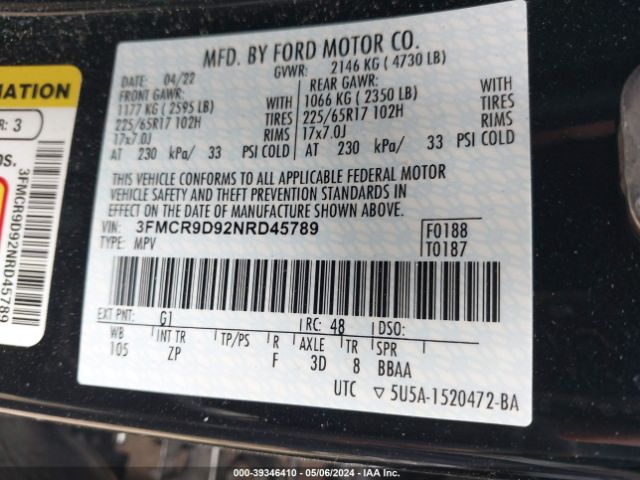 MFD. BY FORD MOTOR CO.
DATE: 04/22 GVWR: 2146 KG ( 4730 LB)
FRONT GAWR: REAR GAWR:
1177 KG ( 2595 LB) WITH 1066 KG ( 2350 LB) WITH
225/65R17 102H TIRES 225/65R17 102H TIRES
17x7.0J RIMS 17x7.0J RIMS
AT 230 kPa/ 33 PSI COLD AT 230 kPa/ 33 PSI COLD
THIS VEHICLE CONFORMS TO ALL APPLICABLE FEDERAL MOTOR
VEHICLE SAFETY AND THEFT PREVENTION STANDARDS IN
EFFECT ON THE DATE OF MANUFACTURE SHOWN ABOVE.
VIN: 3FMCR9D92NRD45789 F0188
TYPE: MPV T0187
EXT PNT: G1 RC: 48 DSO:
WB INT TR TP/PS R AXLE TR SPR
105 ZP F 3D 8 BBAA
UTC ▽ 5U5A-1520472-BA
MATION
R: 3
os.
3FMCR9D92NRD45789
000-39346410 - 05/06/2024 - IAA Inc.